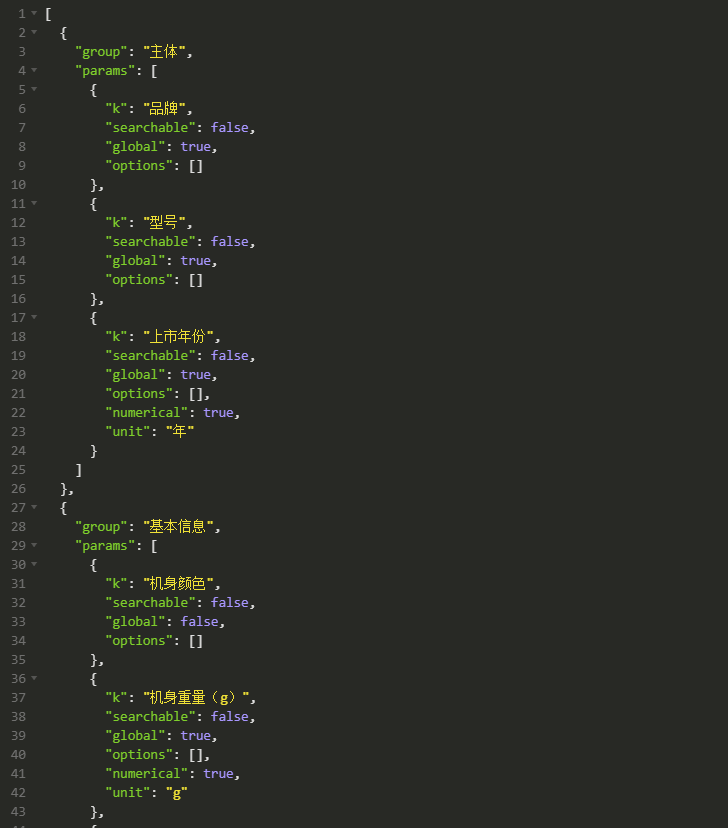 1 [
2 {
3 "group": "主体",
4 "params": [
5 {
6 "k": "品牌",
7 "searchable": false,
8 "global": true,
9 "options": []
10 },
11 {
12 "k": "型号",
13 "searchable": false,
14 "global": true,
15 "options": []
16 },
17 {
18 "k": "上市年份",
19 "searchable": false,
20 "global": true,
21 "options": [],
22 "numerical": true,
23 "unit": "年"
24 }
25 ]
26 },
27 {
28 "group": "基本信息",
29 "params": [
30 {
31 "k": "机身颜色",
32 "searchable": false,
33 "global": false,
34 "options": []
35 },
36 {
37 "k": "机身重量（g）",
38 "searchable": false,
39 "global": true,
40 "options": [],
41 "numerical": true,
42 "unit": "g"
43 },